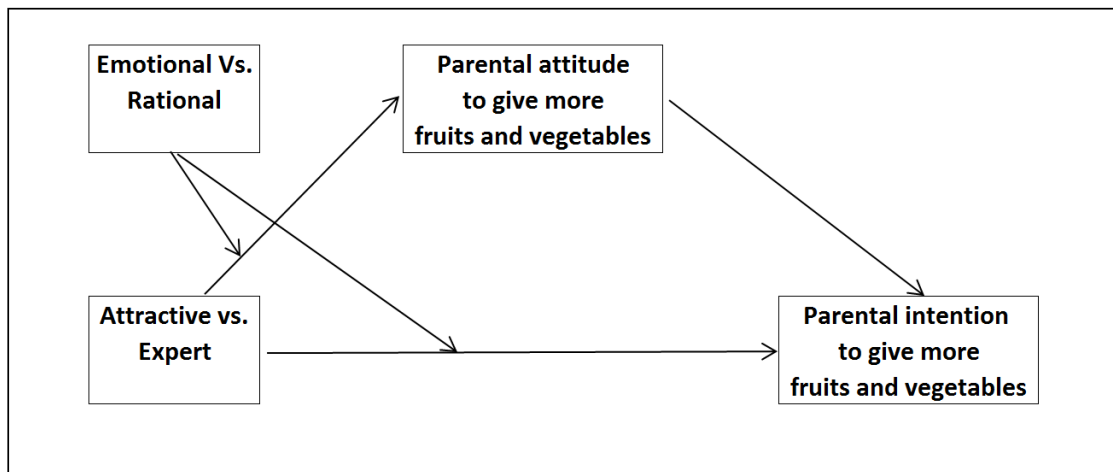 Emotional Vs.
Rational
Parental attitude
to give more
fruits and vegetables
Attractive vs.
Expert
Parental intention
to give more
fruits and vegetables